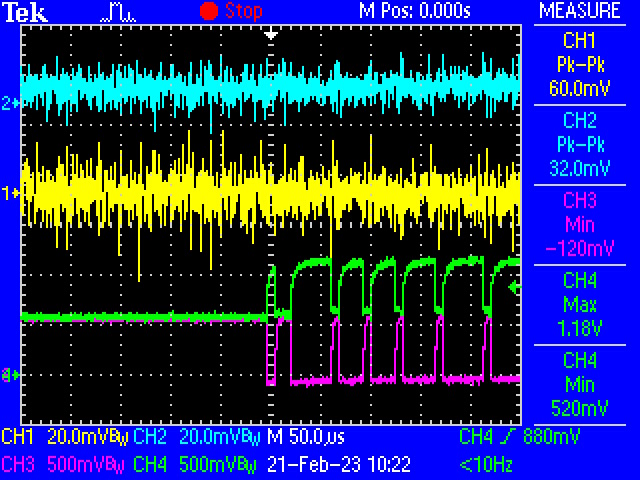 Tek Stop M Pos: 0.000s MEASURE
CH1
Pk-Pk
60.0mV
CH2
Pk-Pk
32.0mV
CH3
Min
-120mV
CH4
Max
1.18V
CH4
Min
520mV
2
1
CH1 20.0mVBw CH2 20.0mVBw M 50.0us CH4 880mV
CH3 500mVBw CH4 500mVBw 21-Feb-23 10:22 <10Hz